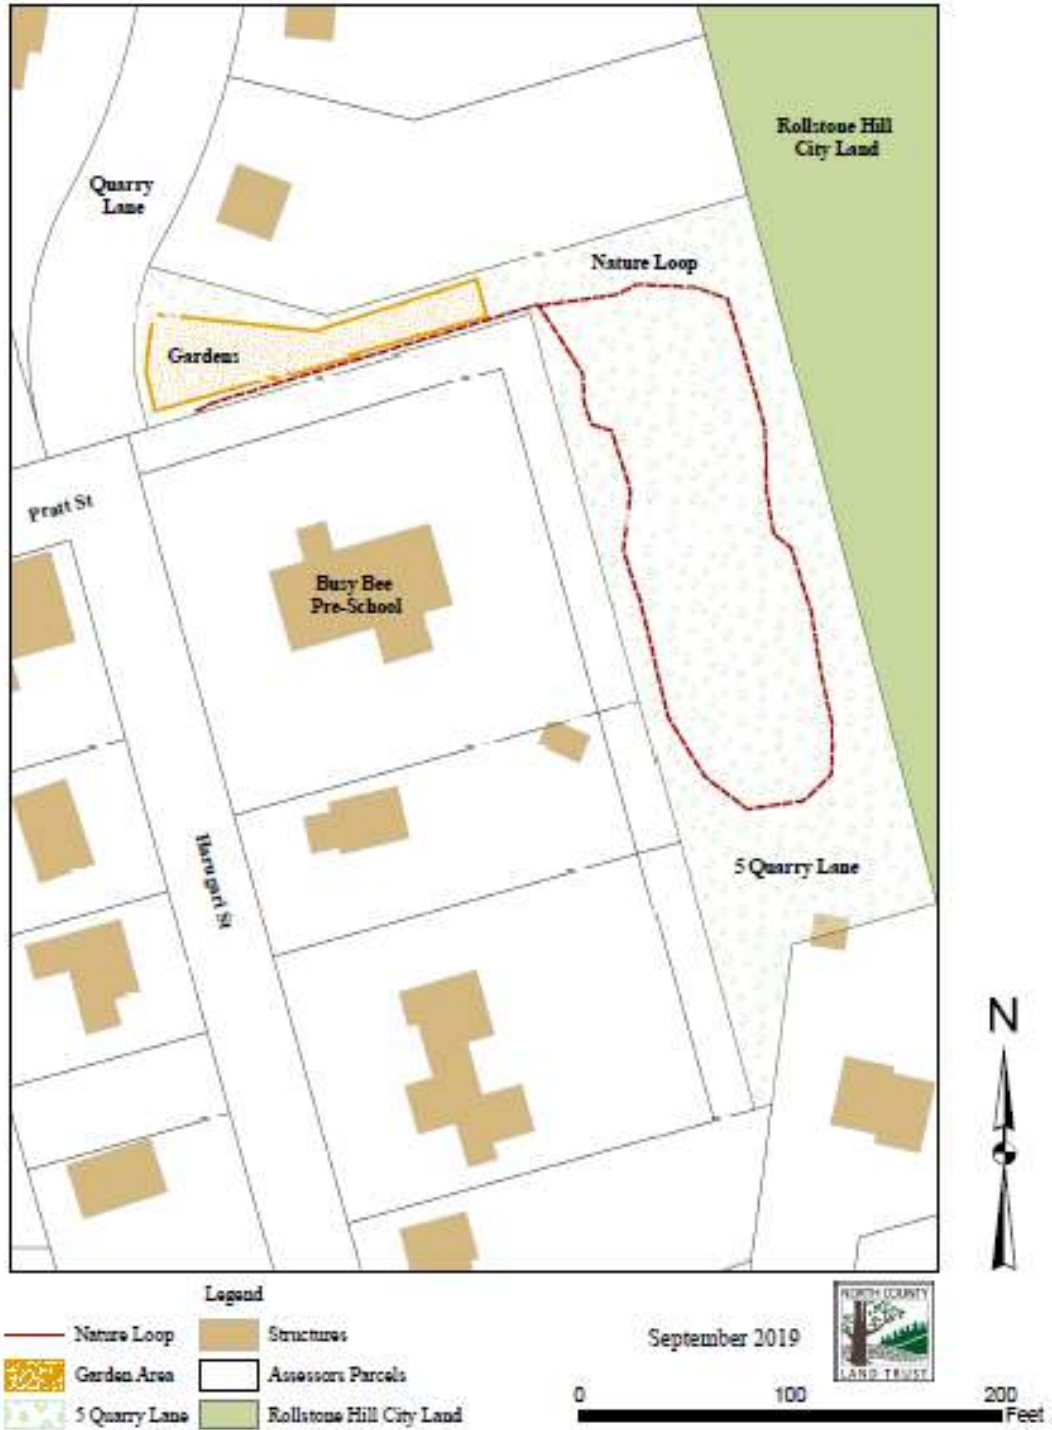 Rollstone Hill
City Land
Quarry
Lane
Nature Loop
Gardens
Pratt St
Busy Bee
Pre-School
Harugari St
5 Quarry Lane
N
Legend
Nature Loop
Structures
Garden Area
Assessors Parcels
5 Quarry Lane
Rollstone Hill City Land
September 2019
NORTH COUNTY
LAND TRUST
0 100 200
Feet